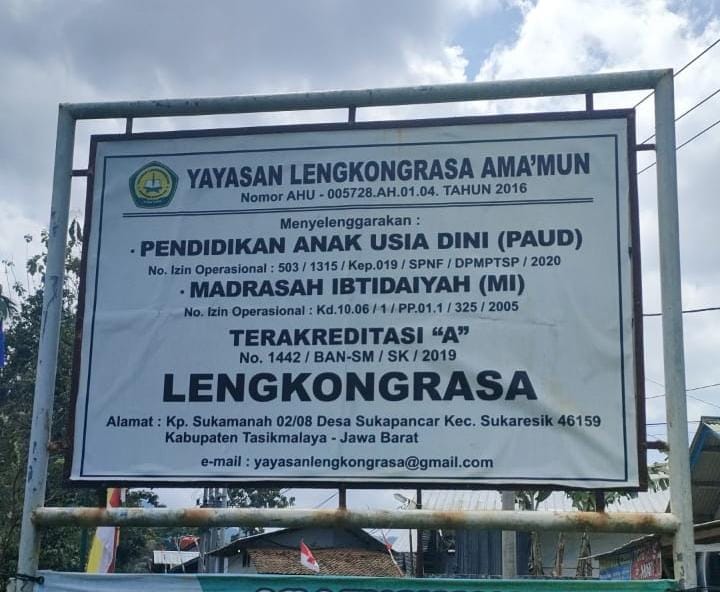 YAYASAN LENGKONGRASA AMA'MUN
Nomor AHU - 005728.AH.01.04. TAHUN 2016
Menyelenggarakan :
· PENDIDIKAN ANAK USIA DINI (PAUD)
No. Izin Operasional : 503 / 1315 / Kep.019 / SPNF / DPMPTSP / 2020
· MADRASAH IBTIDAIYAH (MI)
No. Izin Operasional : Kd.10.06 / 1 / PP.01.1 / 325 / 2005
TERAKREDITASI “A”
No. 1442 / BAN-SM / SK / 2019
LENGKONGRASA
Alamat : Kp. Sukamanah 02/08 Desa Sukapancar Kec. Sukaresik 46159
Kabupaten Tasikmalaya - Jawa Barat
e-mail : yayasanlengkongrasa@gmail.com